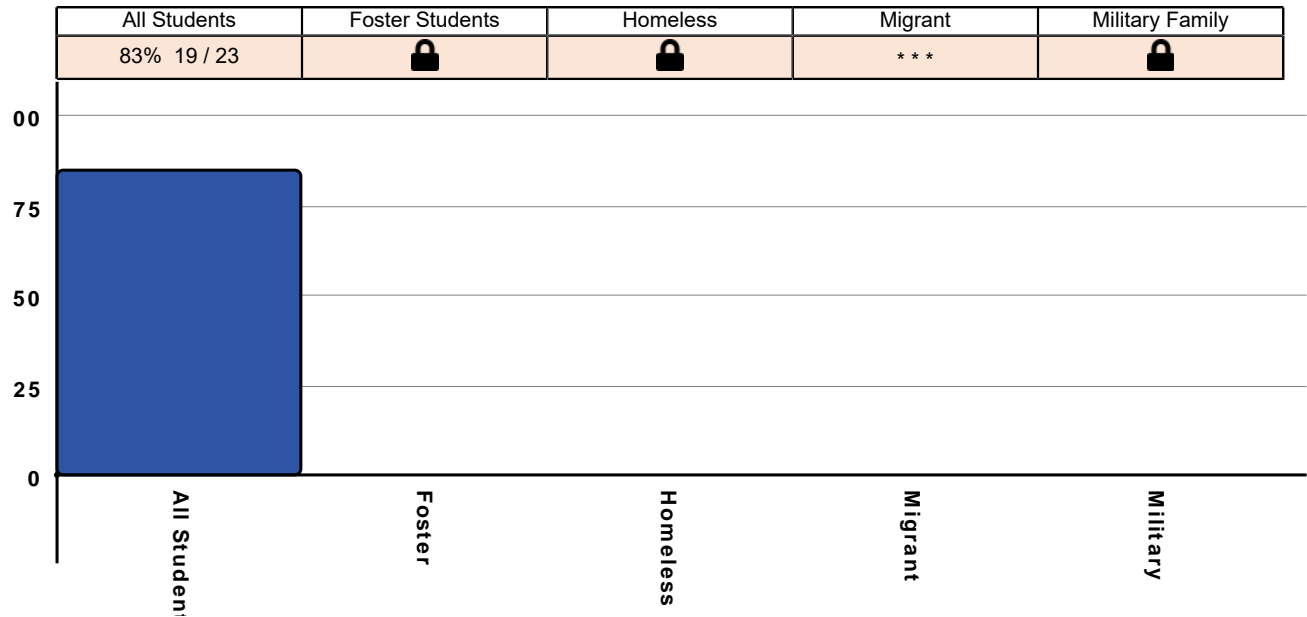 All Students Foster Students Homeless Migrant Military Family
83% 19 / 23 * * *
00
75
50
25
0
All Student
Foster
Homeless
Migrant
Military